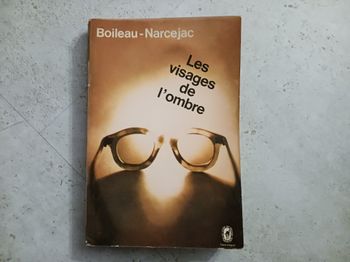 Boileau-Narcejac
Les
visages
de
l'ombre